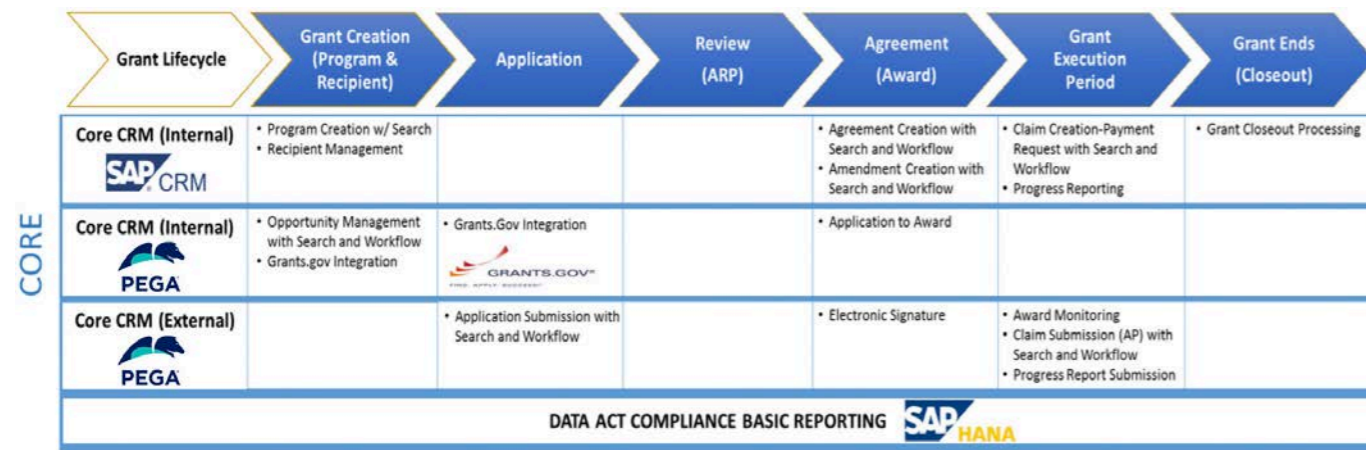 Grant Lifecycle
Grant Creation
(Program &
Recipient)
Application
Review
(ARP)
Agreement
(Award)
Grant
Execution
Period
Grant Ends
(Closeout)
CORE
Core CRM (Internal)
SAP CRM
• Program Creation w/ Search
• Recipient Management
• Agreement Creation with
Search and Workflow
• Amendment Creation with
Search and Workflow
• Claim Creation-Payment
Request with Search and
Workflow
• Progress Reporting
• Grant Closeout Processing
Core CRM (Internal)
PEGA
• Opportunity Management
with Search and Workflow
• Grants.gov Integration
• Grants.Gov Integration
GRANTS.GOV
FIND. APPLY. SUCCEED.
• Application to Award
Core CRM (External)
PEGA
• Application Submission with
Search and Workflow
• Electronic Signature
• Award Monitoring
• Claim Submission (AP) with
Search and Workflow
• Progress Report Submission
DATA ACT COMPLIANCE BASIC REPORTING SAP HANA